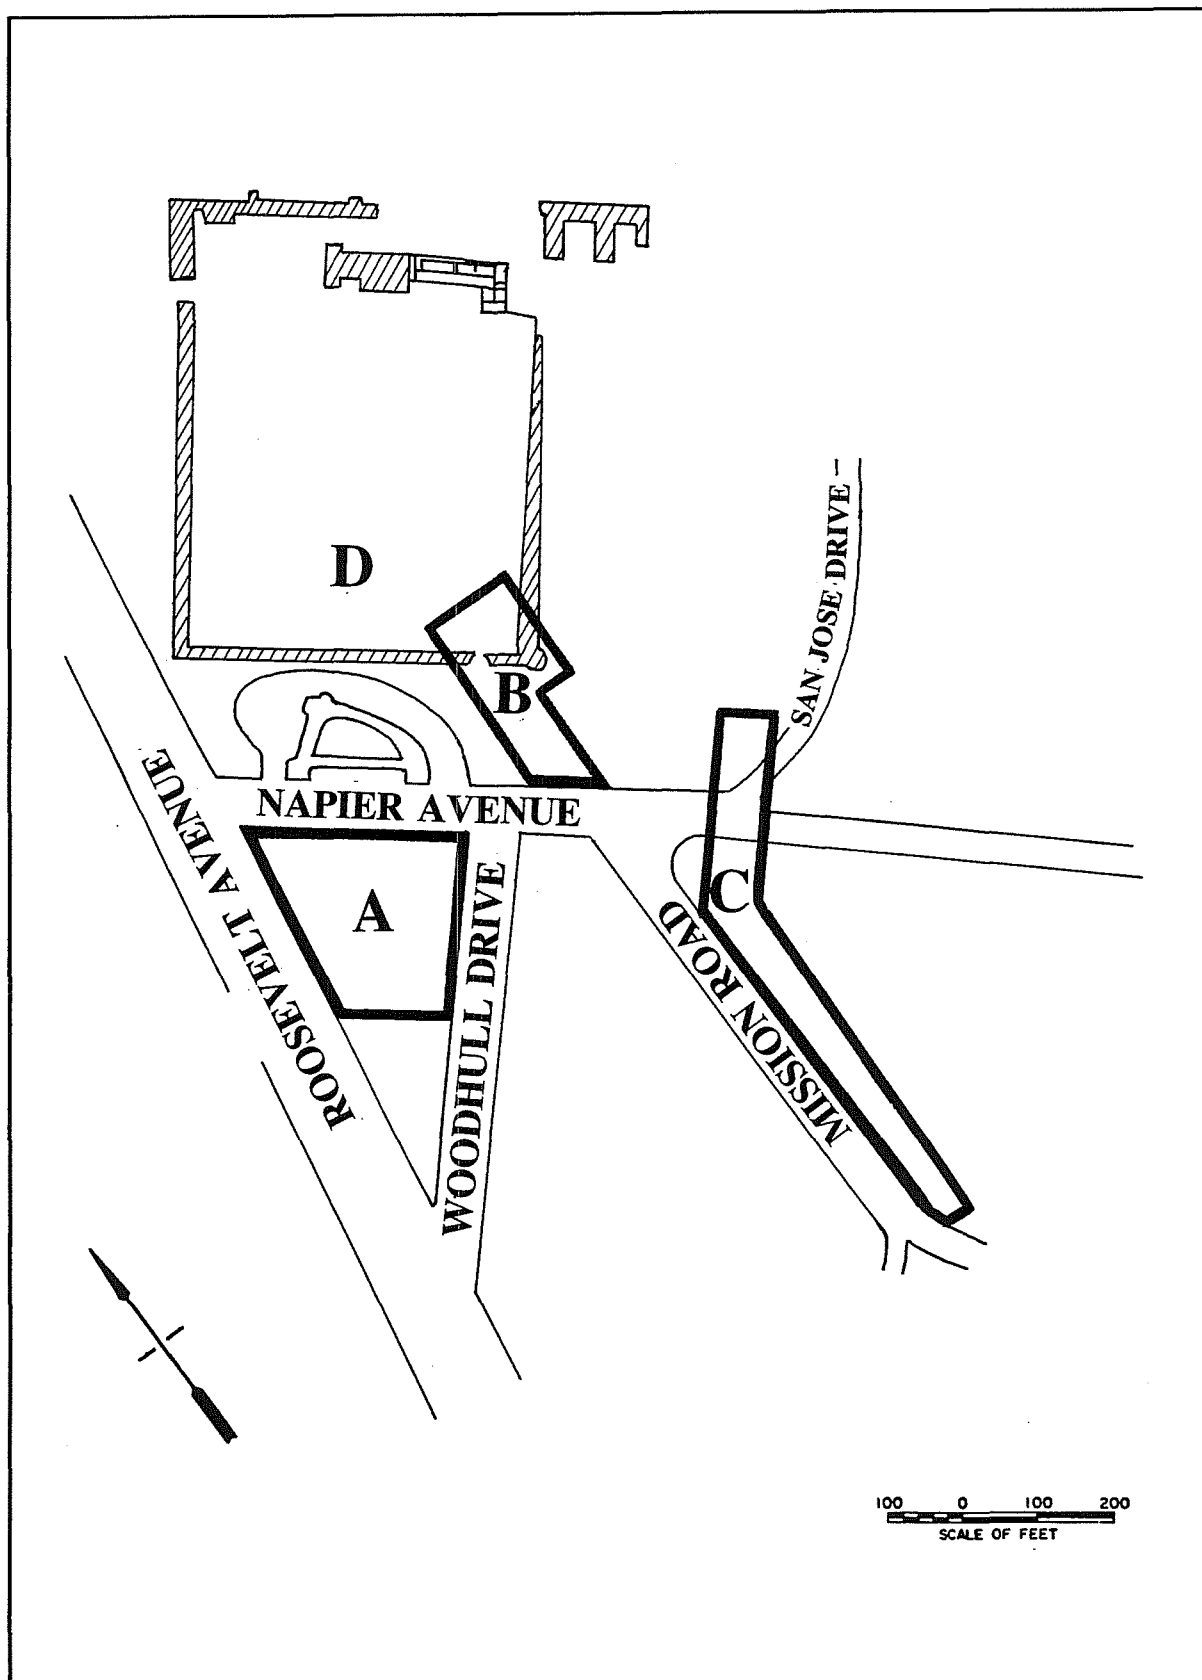 D
B
SAN JOSE DRIVE
NAPIER AVENUE
ROOSEVELT AVENUE
A
C
WOODHULL DRIVE
MISSION ROAD
100 0 100 200
SCALE OF FEET